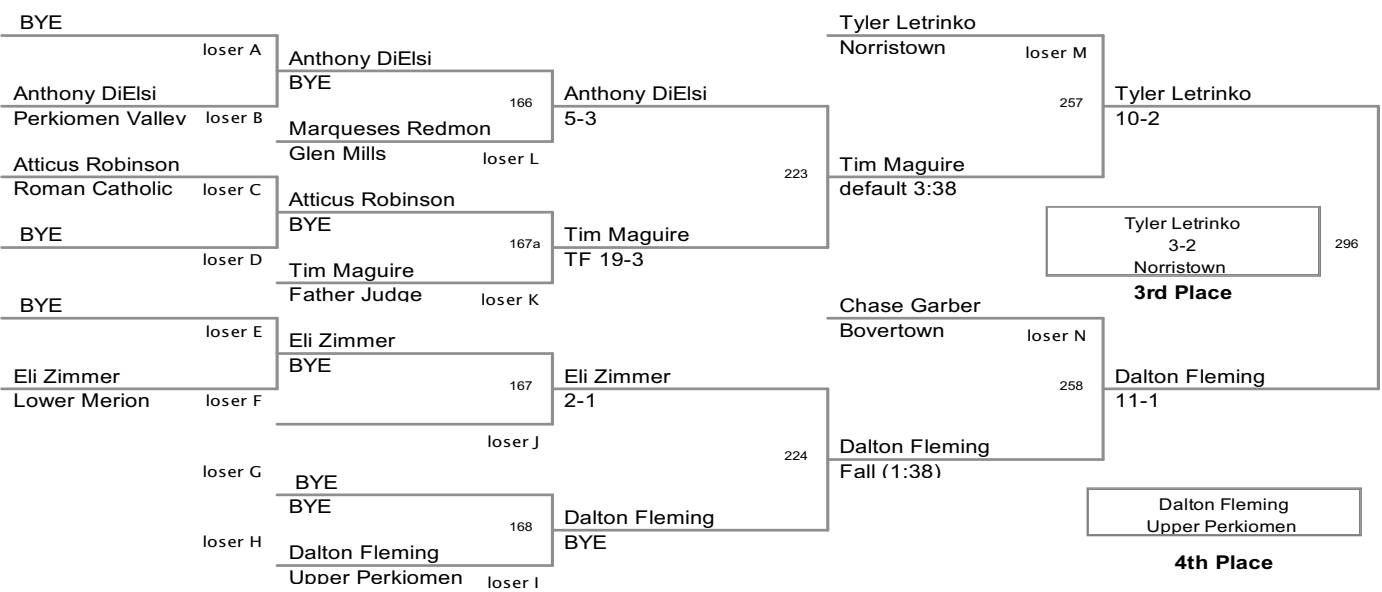 BYE
loser A
Anthony DiElsi
Perkiomen Valley
loser B
Atticus Robinson
Roman Catholic
loser C
BYE
loser D
BYE
loser E
Eli Zimmer
Lower Merion
loser F
loser G
loser H
Anthony DiElsi
BYE
166
Marqueses Redmon
Glen Mills
loser L
Atticus Robinson
BYE
167a
Tim Maguire
Father Judge
loser K
Eli Zimmer
BYE
167
loser J
BYE
BYE
168
Dalton Fleming
Upper Perkiomen
loser I
Anthony DiElsi
5-3
223
Tim Maguire
TF 19-3
Eli Zimmer
2-1
224
Dalton Fleming
BYE
Tyler Letrinko
Norristown
loser M
257
Tim Maguire
default 3:38
Chase Garber
Boyertown
loser N
258
Dalton Fleming
Fall (1:38)
Tyler Letrinko
10-2
Tyler Letrinko
3-2
Norristown
296
3rd Place
Dalton Fleming
11-1
Dalton Fleming
Upper Perkiomen
4th Place